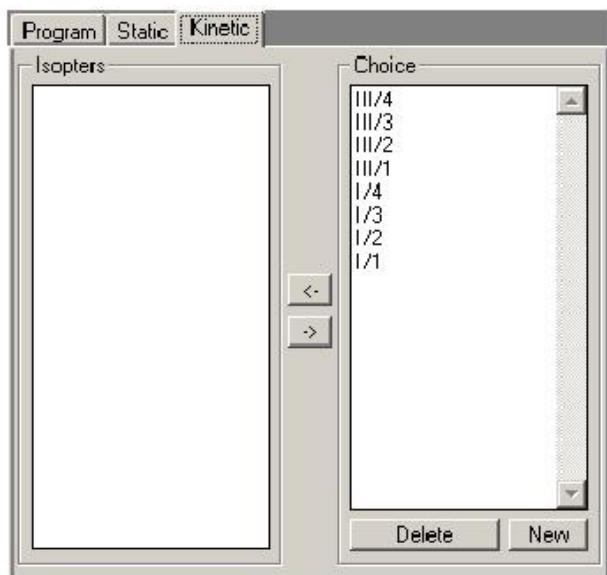 Program Static Kinetic
Isopters
Choice
III/4
III/3
III/2
III/1
I/4
I/3
I/2
I/1
<-
->
Delete New